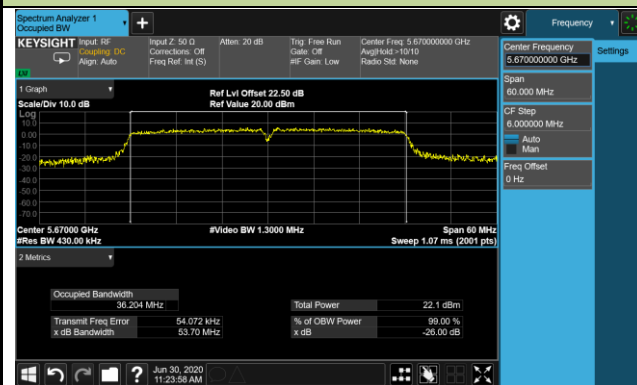 Spectrum Analyzer 1
Occupied BW
Frequency
KEYSIGHT
Input: RF
Coupling: DC
Align: Auto
Input Z: 50 Ω
Corrections: Off
Freq Ref: Int (S)
Atten: 20 dB
Trig: Free Run
Gate: Off
#IF Gain: Low
Center Freq: 5.670000000 GHz
Avg|Hold:>10/10
Radio Std: None
Center Frequency
5.670000000 GHz
Settings
Span
60.000 MHz
CF Step
6.000000 MHz
Auto
Man
Freq Offset
0 Hz
1 Graph
Scale/Div 10.0 dB
Ref Lvl Offset 22.50 dB
Ref Value 20.00 dBm
Log
10.0
0.00
-10.0
-20.0
-30.0
-40.0
-50.0
-60.0
-70.0
Center 5.67000 GHz
#Res BW 430.00 kHz
#Video BW 1.3000 MHz
Span 60 MHz
Sweep 1.07 ms (2001 pts)
2 Metrics
Occupied Bandwidth
36.204 MHz
Total Power 22.1 dBm
Transmit Freq Error 54.072 kHz
% of OBW Power 99.00 %
x dB Bandwidth 53.70 MHz
x dB -26.00 dB
?
Jun 30, 2020
11:23:58 AM